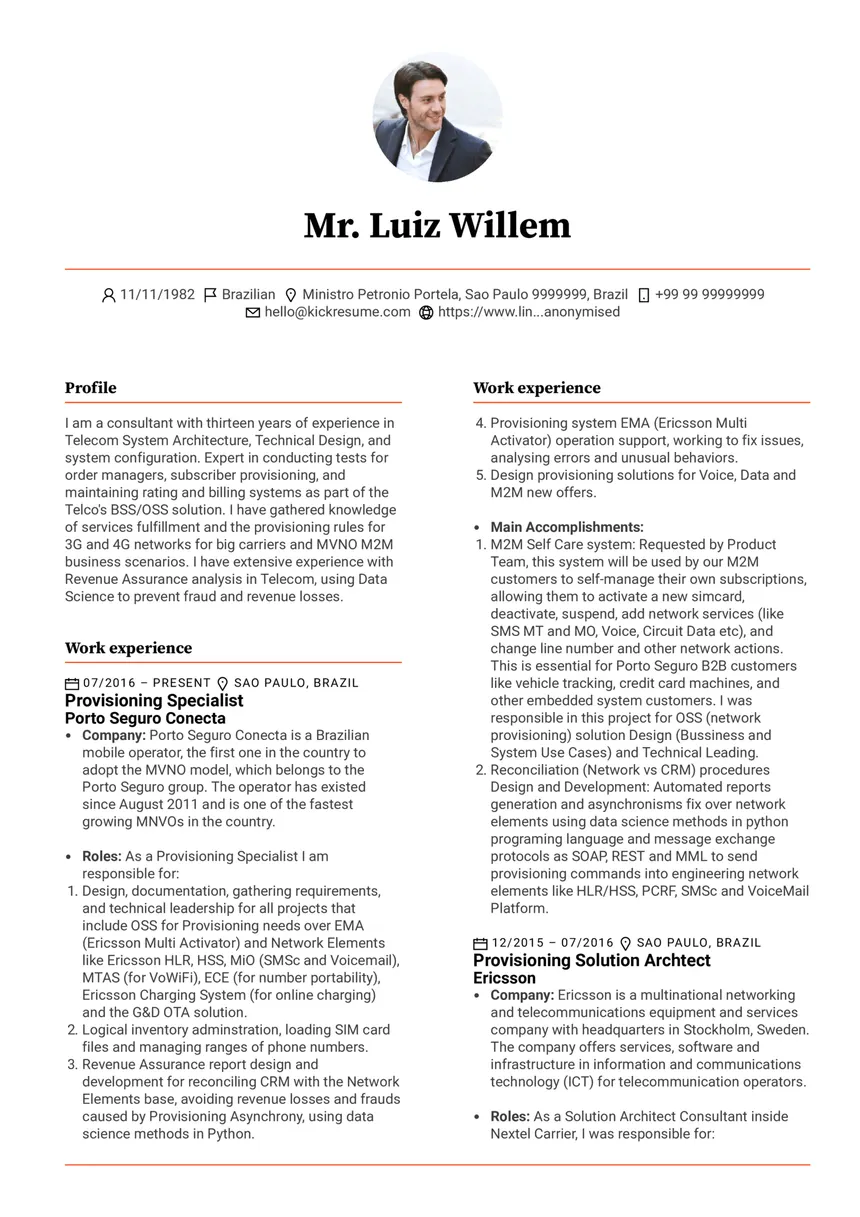 Mr. Luiz Willem
11/11/1982 Brazilian Ministro Petronio Portela, Sao Paulo 9999999, Brazil +99 99 99999999
hello@kickresume.com https://www.lin...anonymised
Profile
I am a consultant with thirteen years of experience in
Telecom System Architecture, Technical Design, and
system configuration. Expert in conducting tests for
order managers, subscriber provisioning, and
maintaining rating and billing systems as part of the
Telco's BSS/OSS solution. I have gathered knowledge
of services fulfillment and the provisioning rules for
3G and 4G networks for big carriers and MVNO M2M
business scenarios. I have extensive experience with
Revenue Assurance analysis in Telecom, using Data
Science to prevent fraud and revenue losses.
Work experience
07/2016 – PRESENT SAO PAULO, BRAZIL
Provisioning Specialist
Porto Seguro Conecta
• Company: Porto Seguro Conecta is a Brazilian
mobile operator, the first one in the country to
adopt the MVNO model, which belongs to the
Porto Seguro group. The operator has existed
since August 2011 and is one of the fastest
growing MNVOs in the country.
• Roles: As a Provisioning Specialist I am
responsible for:
1. Design, documentation, gathering requirements,
and technical leadership for all projects that
include OSS for Provisioning needs over EMA
(Ericsson Multi Activator) and Network Elements
like Ericsson HLR, HSS, MiO (SMSc and Voicemail),
MTAS (for VoWiFi), ECE (for number portability),
Ericsson Charging System (for online charging)
and the G&D OTA solution.
2. Logical inventory adminstration, loading SIM card
files and managing ranges of phone numbers.
3. Revenue Assurance report design and
development for reconciling CRM with the Network
Elements base, avoiding revenue losses and frauds
caused by Provisioning Asynchrony, using data
science methods in Python.
Work experience
4. Provisioning system EMA (Ericsson Multi
Activator) operation support, working to fix issues,
analysing errors and unusual behaviors.
5. Design provisioning solutions for Voice, Data and
M2M new offers.
• Main Accomplishments:
1. M2M Self Care system: Requested by Product
Team, this system will be used by our M2M
customers to self-manage their own subscriptions,
allowing them to activate a new simcard,
deactivate, suspend, add network services (like
SMS MT and MO, Voice, Circuit Data etc), and
change line number and other network actions.
This is essential for Porto Seguro B2B customers
like vehicle tracking, credit card machines, and
other embedded system customers. I was
responsible in this project for OSS (network
provisioning) solution Design (Bussiness and
System Use Cases) and Technical Leading.
2. Reconciliation (Network vs CRM) procedures
Design and Development: Automated reports
generation and asynchronisms fix over network
elements using data science methods in python
programing language and message exchange
protocols as SOAP, REST and MML to send
provisioning commands into engineering network
elements like HLR/HSS, PCRF, SMSc and VoiceMail
Platform.
12/2015 – 07/2016 SAO PAULO, BRAZIL
Provisioning Solution Archtect
Ericsson
• Company: Ericsson is a multinational networking
and telecommunications equipment and services
company with headquarters in Stockholm, Sweden.
The company offers services, software and
infrastructure in information and communications
technology (ICT) for telecommunication operators.
• Roles: As a Solution Architect Consultant inside
Nextel Carrier, I was responsible for: